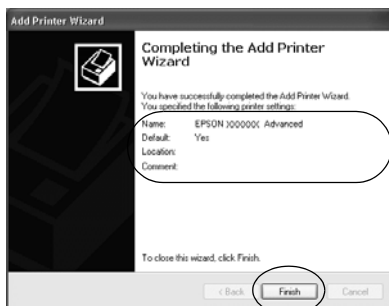 Add Printer Wizard
Completing the Add Printer
Wizard
You have successfully completed the Add Printer Wizard.
You specified the following printer settings:
Name: EPSON XXXXXX Advanced
Default: Yes
Location:
Comment:
To close this wizard, click Finish.
< Back Finish Cancel